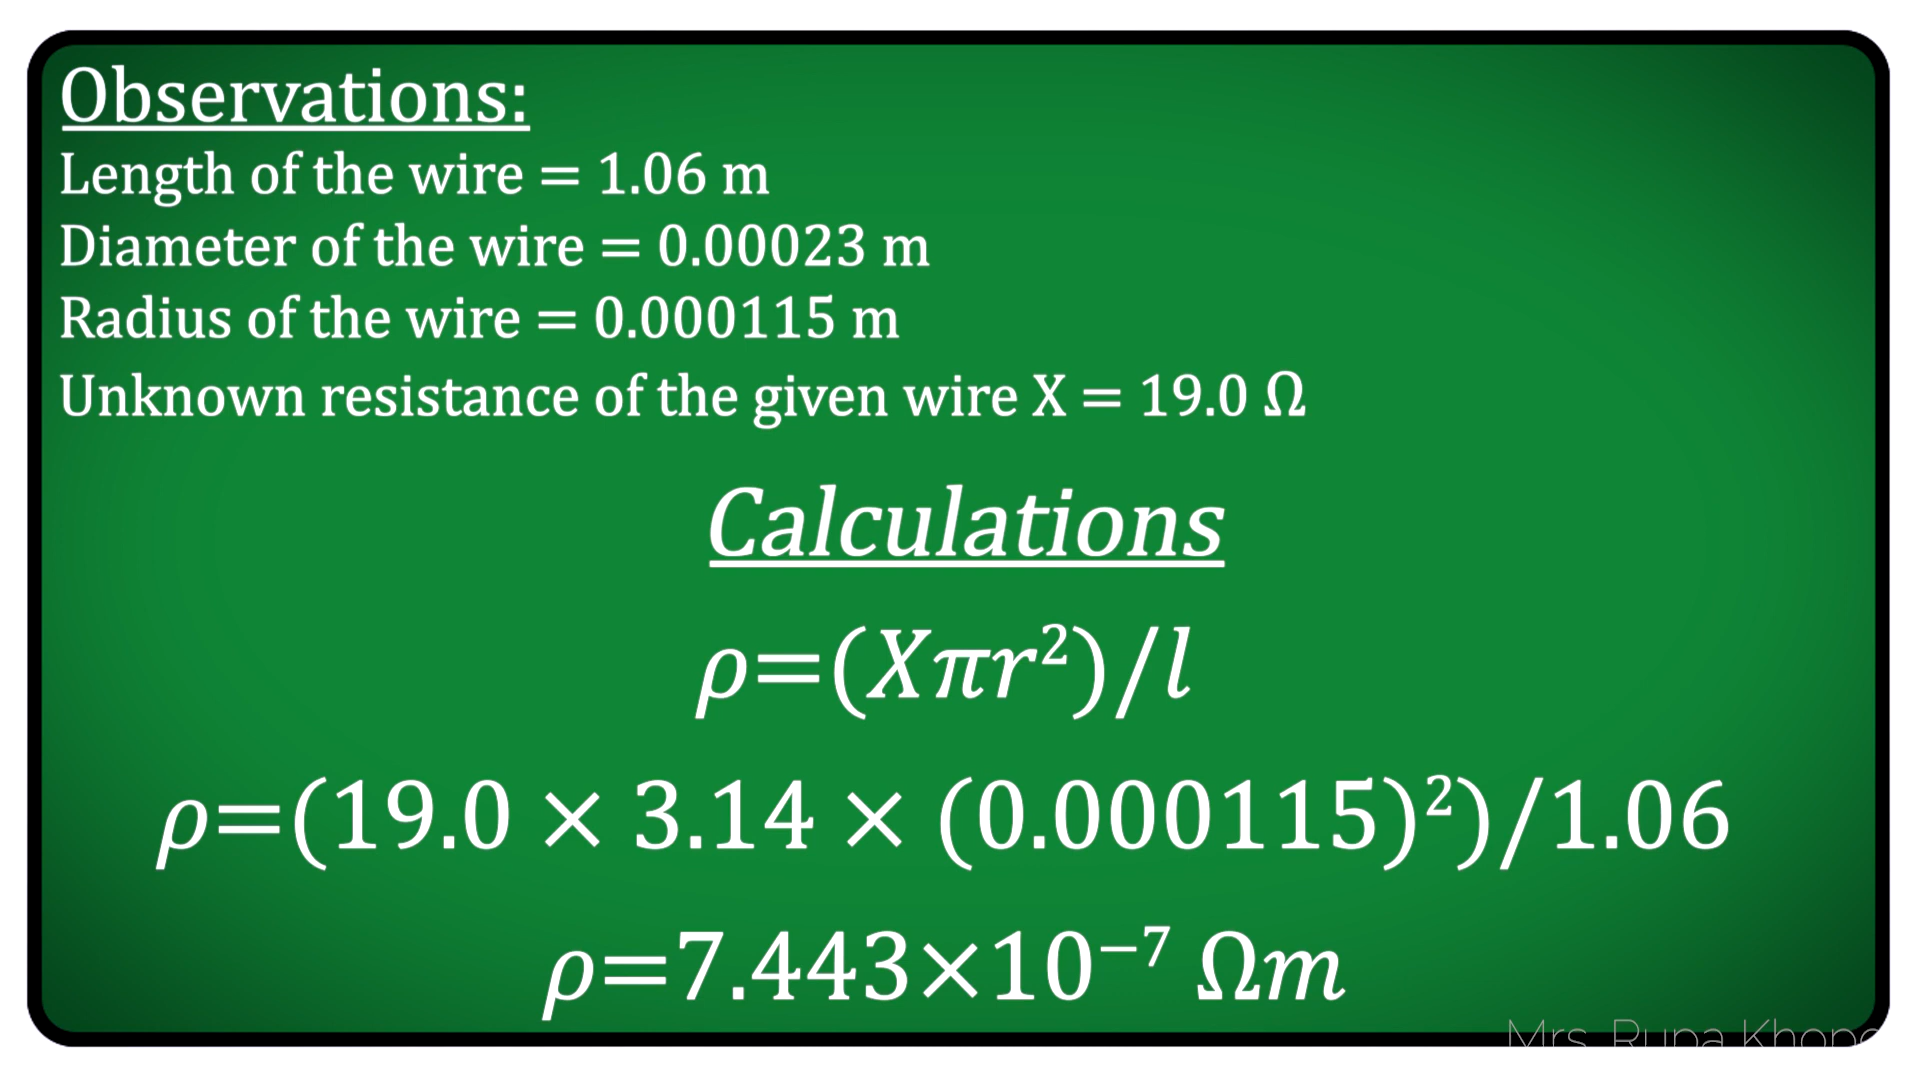 Observations:
Length of the wire = 1.06 m
Diameter of the wire = 0.00023 m
Radius of the wire = 0.000115 m
Unknown resistance of the given wire X = 19.0 Ω
Calculations
ρ=(Xπr²)/l
ρ=(19.0 × 3.14 × (0.000115)²)/1.06
ρ=7.443×10⁻⁷ Ωm
Mrs. Rupa